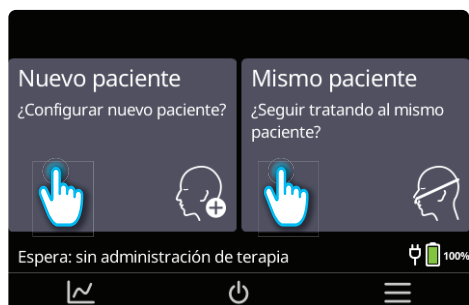 Nuevo paciente
¿Configurar nuevo paciente?
Mismo paciente
¿Seguir tratando al mismo
paciente?
Espera: sin administración de terapia
100%